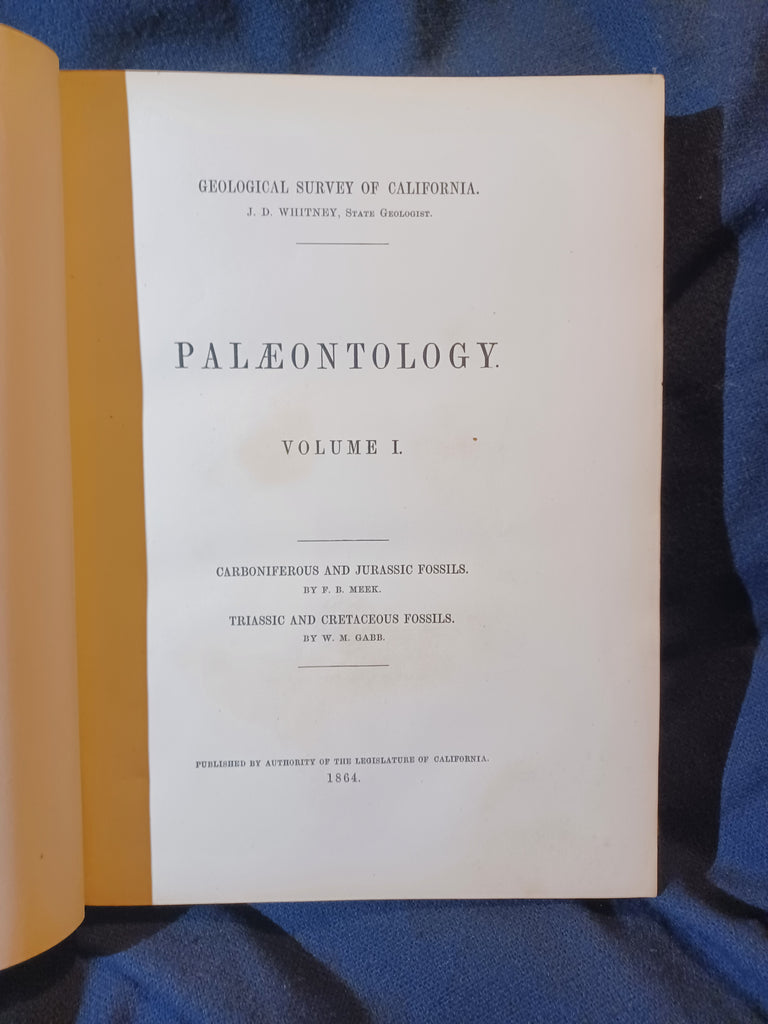 GEOLOGICAL SURVEY OF CALIFORNIA.
J. D. WHITNEY, STATE GEOLOGIST.
PALÆONTOLOGY.
VOLUME I.
CARBONIFEROUS AND JURASSIC FOSSILS.
BY F. B. MEEK.
TRIASSIC AND CRETACEOUS FOSSILS.
BY W. M. GABB.
PUBLISHED BY AUTHORITY OF THE LEGISLATURE OF CALIFORNIA.
1864.